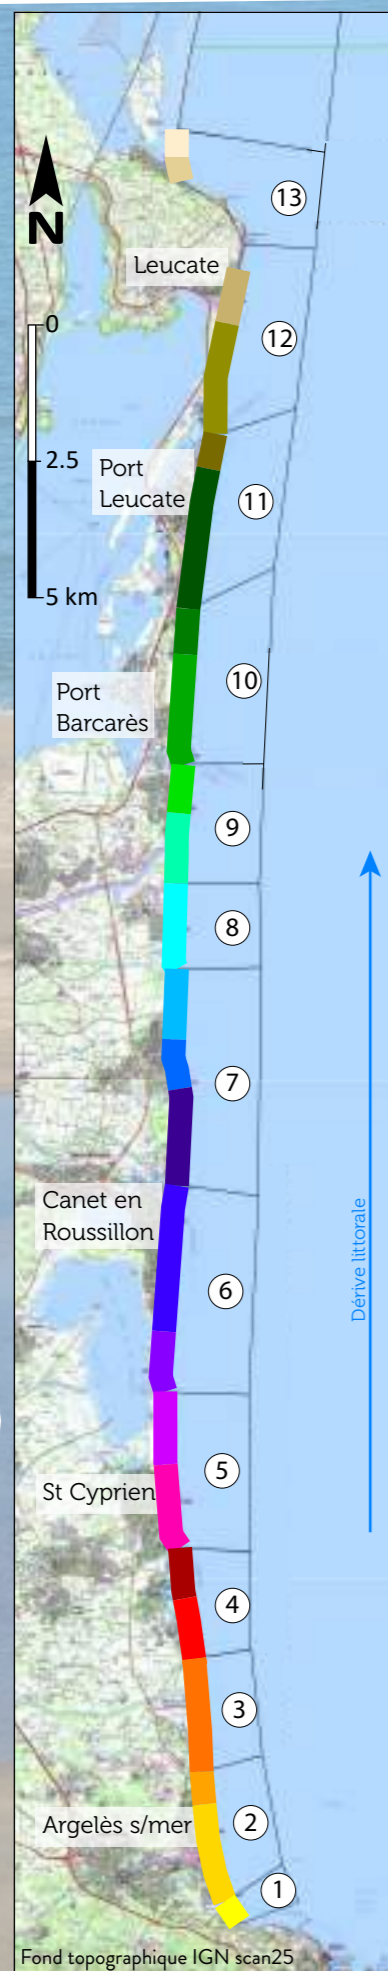 13
N
Leucate
0
12
2.5
Port
Leucate
11
5 km
10
Port
Barcarès
9
8
7
Canet en
Roussillon
6
Dérive littorale
5
St Cyprien
4
3
Argelès s/mer
2
1
Fond topographique IGN scan25